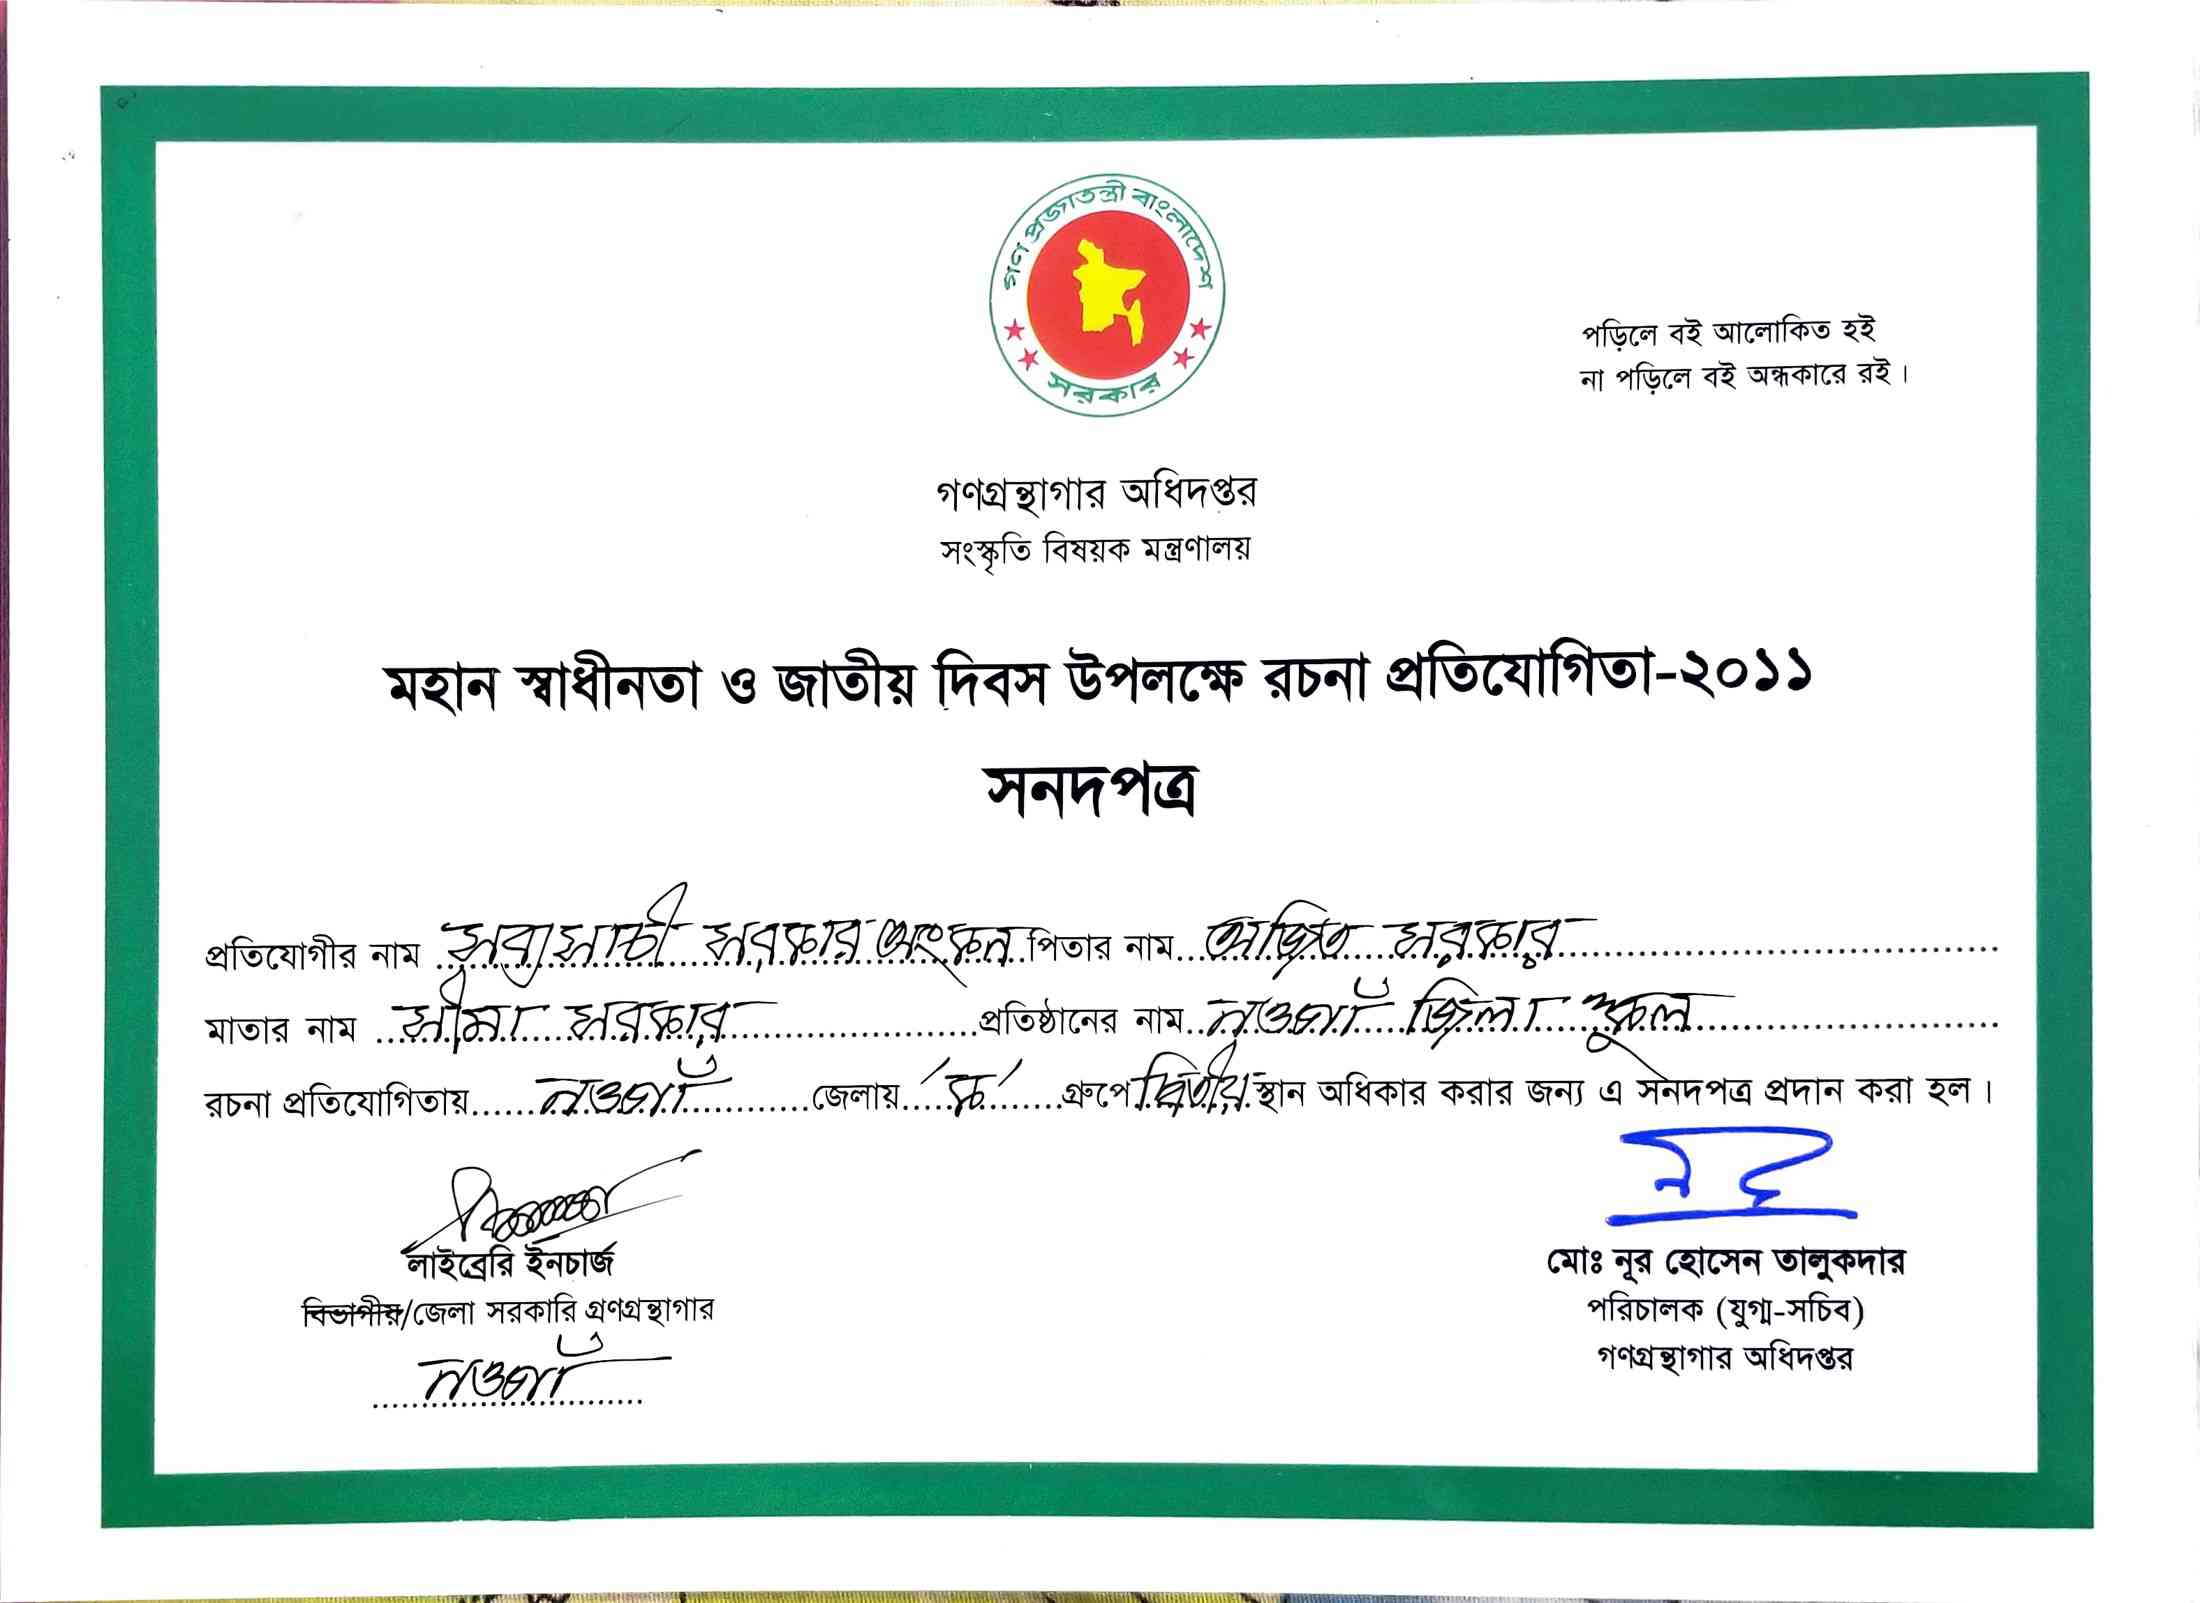 গণ প্রজাতন্ত্রী বাংলাদেশ
সরকার
পড়িলে বই আলোকিত হই
না পড়িলে বই অন্ধকারে রই।
গণগ্রন্থাগার অধিদপ্তর
সংস্কৃতি বিষয়ক মন্ত্রণালয়
মহান স্বাধীনতা ও জাতীয় দিবস উপলক্ষে রচনা প্রতিযোগিতা-২০১১
সনদপত্র
প্রতিযোগীর নাম সব্যসাচী সরকার অংকন পিতার নাম অজিত সরকার
মাতার নাম সীমা সরকার প্রতিষ্ঠানের নাম নওগাঁ জিলা স্কুল
রচনা প্রতিযোগিতায় নওগাঁ জেলায় 'ক' গ্রুপে দ্বিতীয় স্থান অধিকার করার জন্য এ সনদপত্র প্রদান করা হল।
লাইব্রেরি ইনচার্জ
বিভাগীয়/জেলা সরকারি গ্রণগ্রন্থাগার
নওগাঁ
মোঃ নূর হোসেন তালুকদার
পরিচালক (যুগ্ম-সচিব)
গণগ্রন্থাগার অধিদপ্তর